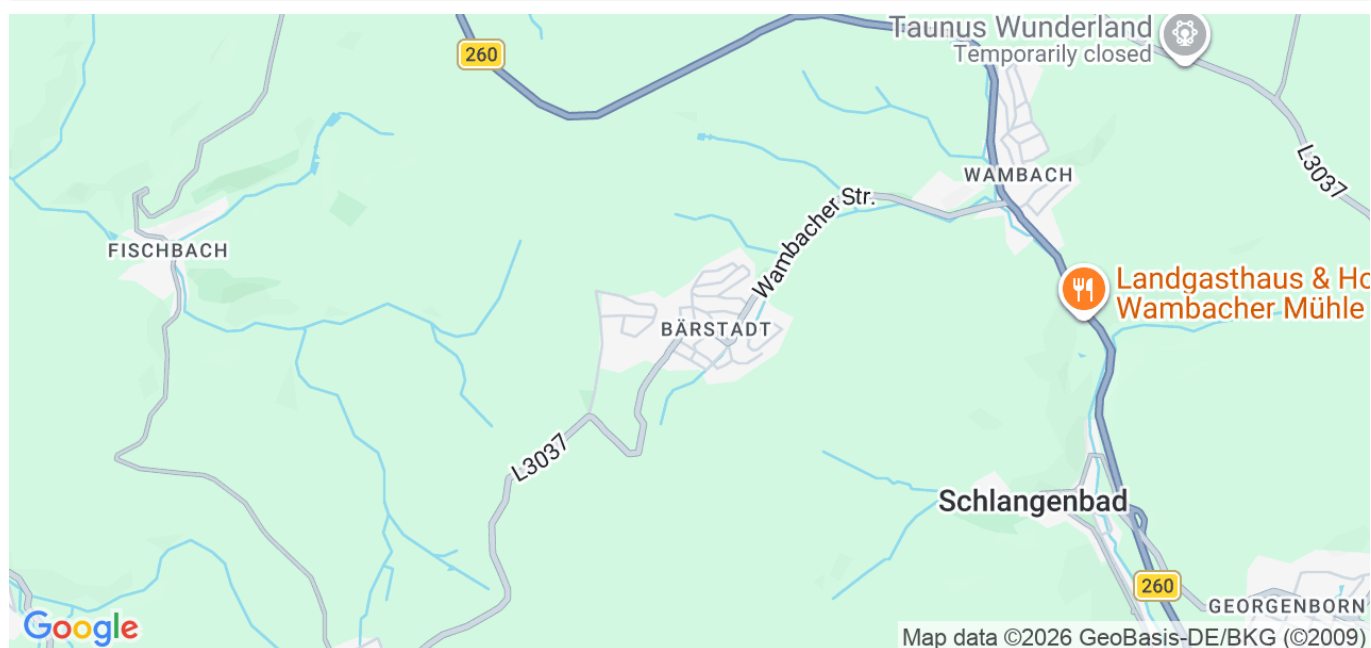 Taunus Wunderland
Temporarily closed
260
L3037
WAMBACH
Wambacher Str.
FISCHBACH
Landgasthaus & Ho
Wambacher Mühle
BÄRSTADT
L3037
Schlangenbad
260
GEORGENBORN
Google
Map data ©2026 GeoBasis-DE/BKG (©2009)